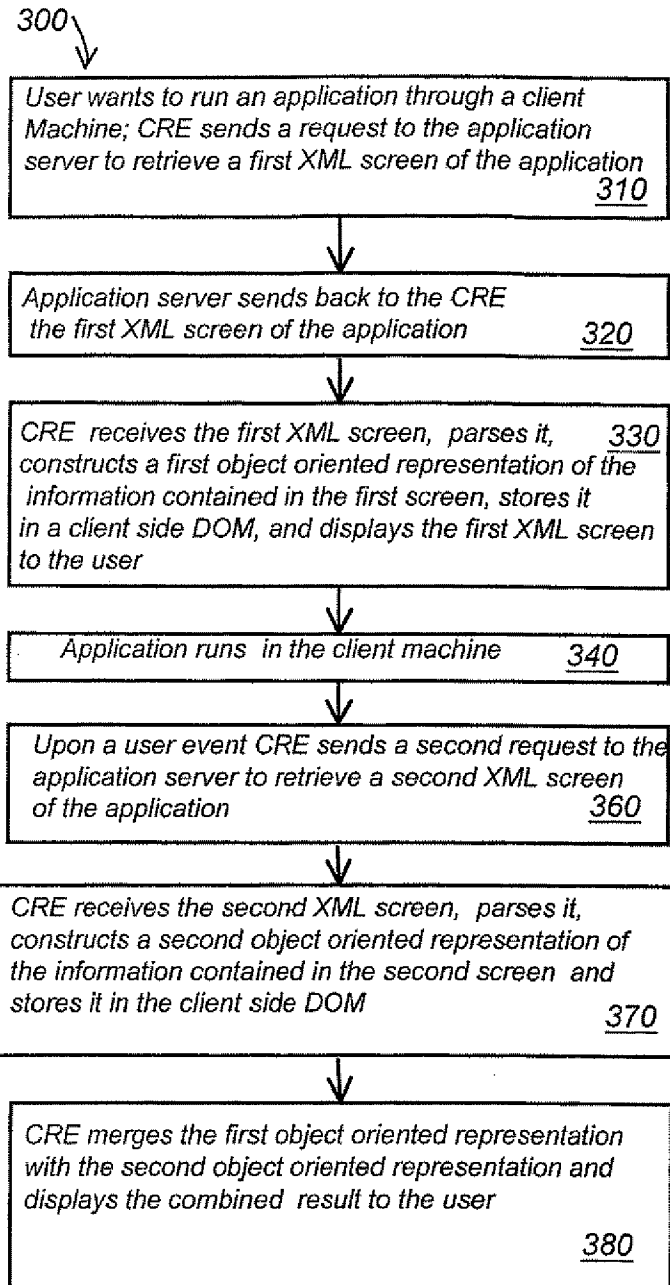 300
User wants to run an application through a client
Machine; CRE sends a request to the application
server to retrieve a first XML screen of the application
310
Application server sends back to the CRE
the first XML screen of the application 320
CRE receives the first XML screen, parses it, 330
constructs a first object oriented representation of the
information contained in the first screen, stores it
in a client side DOM, and displays the first XML screen
to the user
Application runs in the client machine 340
Upon a user event CRE sends a second request to the
application server to retrieve a second XML screen
of the application 360
CRE receives the second XML screen, parses it,
constructs a second object oriented representation of
the information contained in the second screen and
stores it in the client side DOM 370
CRE merges the first object oriented representation
with the second object oriented representation and
displays the combined result to the user
380